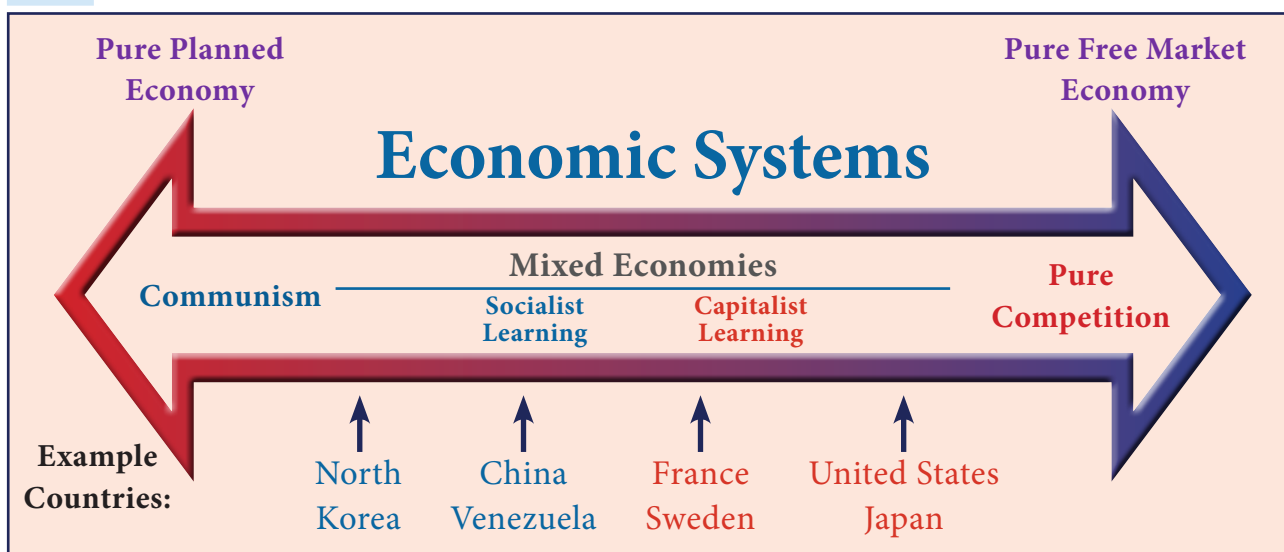 Pure Planned
Economy
Pure Free Market
Economy
Economic Systems
Mixed Economies
Communism
Socialist
Learning
Capitalist
Learning
Pure
Competition
Example
Countries:
North
Korea
China
Venezuela
France
Sweden
United States
Japan